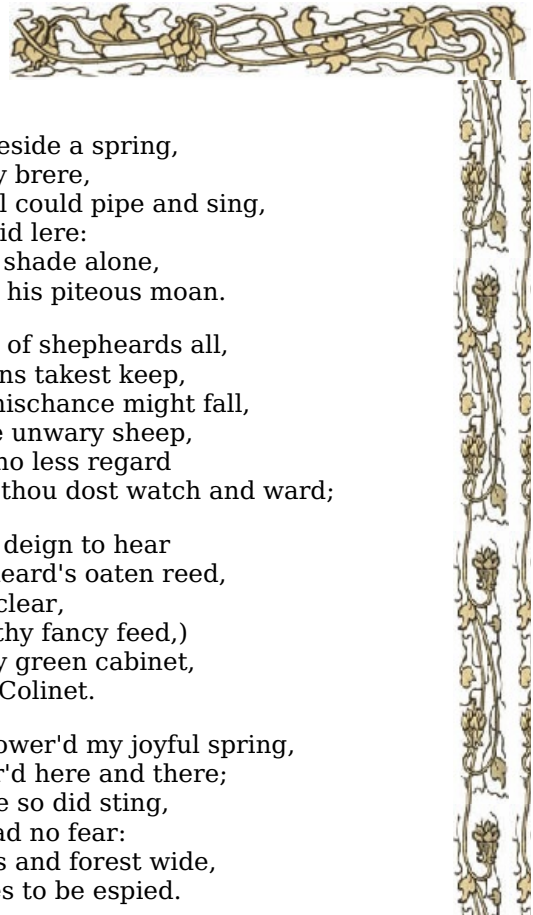 eside a spring,
y brere,
l could pipe and sing,
id lere:
shade alone,
his piteous moan.
of shepheards all,
ns takest keep,
nischance might fall,
e unwary sheep,
no less regard
thou dost watch and ward;
deign to hear
eard's oaten reed,
clear,
thy fancy feed,)
y green cabinet,
Colinet.
ower'd my joyful spring,
r'd here and there;
e so did sting,
ad no fear:
s and forest wide,
es to be espied.